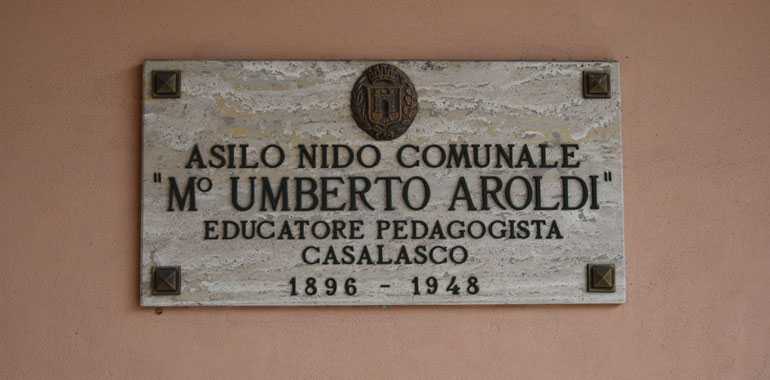 ASILO NIDO COMUNALE
"Mº UMBERTO AROLDI"
EDUCATORE PEDAGOGISTA
CASALASCO
1896 - 1948